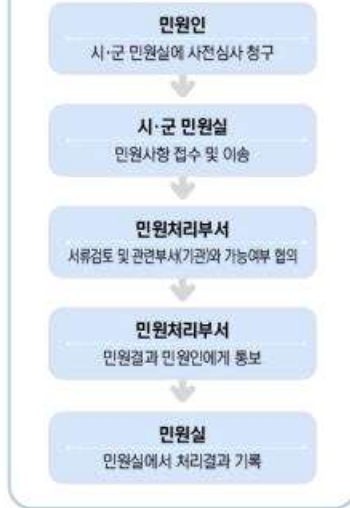 민원인
시·군 민원실에 사전심사 청구
시·군 민원실
민원사항 접수 및 이송
민원처리부서
서류검토 및 관련부서(기관)와 가능여부 협의
민원처리부서
민원결과 민원인에게 통보
민원실
민원실에서 처리결과 기록